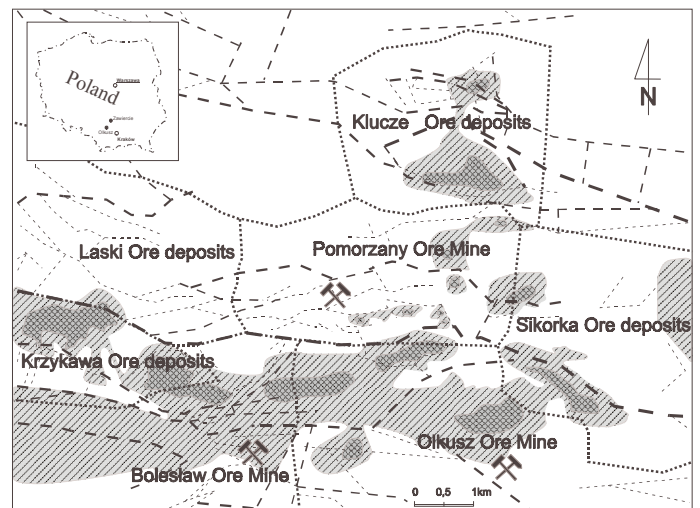 Poland
Warszawa
Zawiercie
Olkusz
Kraków
N
Klucze Ore deposits
Laski Ore deposits
Pomorzany Ore Mine
Sikorka Ore deposits
Krzykawa Ore Deposits
Olkusz Ore Mine
Boleslaw Ore Mine
0 0,5 1km